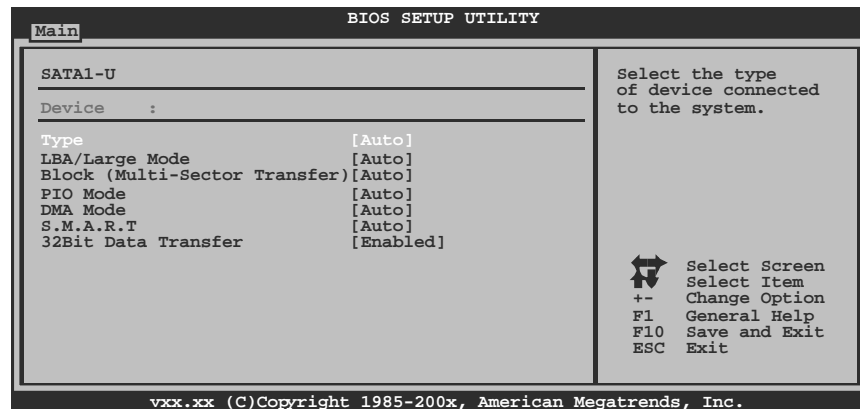 BIOS SETUP UTILITY
Main
SATA1-U
Device :
Type [Auto]
LBA/Large Mode [Auto]
Block (Multi-Sector Transfer)[Auto]
PIO Mode [Auto]
DMA Mode [Auto]
S.M.A.R.T [Auto]
32Bit Data Transfer [Enabled]
Select the type
of device connected
to the system.
Select Screen
Select Item
+- Change Option
F1 General Help
F10 Save and Exit
ESC Exit
vxx.xx (C)Copyright 1985-200x, American Megatrends, Inc.